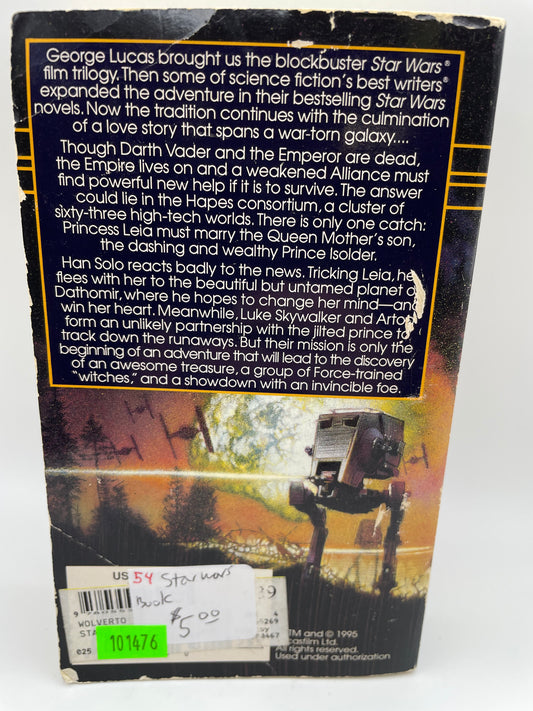 George Lucas brought us the blockbuster Star Wars®
film trilogy. Then some of science fiction's best writers
expanded the adventure in their bestselling Star Wars
novels. Now the tradition continues with the culmination
of a love story that spans a war-torn galaxy....
Though Darth Vader and the Emperor are dead,
the Empire lives on and a weakened Alliance must
find powerful new help if it is to survive. The answer
could lie in the Hapes consortium, a cluster of
sixty-three high-tech worlds. There is only one catch:
Princess Leia must marry the Queen Mother's son,
the dashing and wealthy Prince Isolder.
Han Solo reacts badly to the news. Tricking Leia, he
flees with her to the beautiful but untamed planet
Dathomir, where he hopes to change her mind—and
win her heart. Meanwhile, Luke Skywalker and Artoo
form an unlikely partnership with the jilted prince to
track down the runaways. But their mission is only the
beginning of an adventure that will lead to the discovery
of an awesome treasure, a group of Force-trained
"witches," and a showdown with an invincible foe.
US 54 Star wars
Book
$5.00
WOLVERTO
STA
101476
025
TM and © 1995
Lucasfilm Ltd.
All rights reserved.
Used under authorization